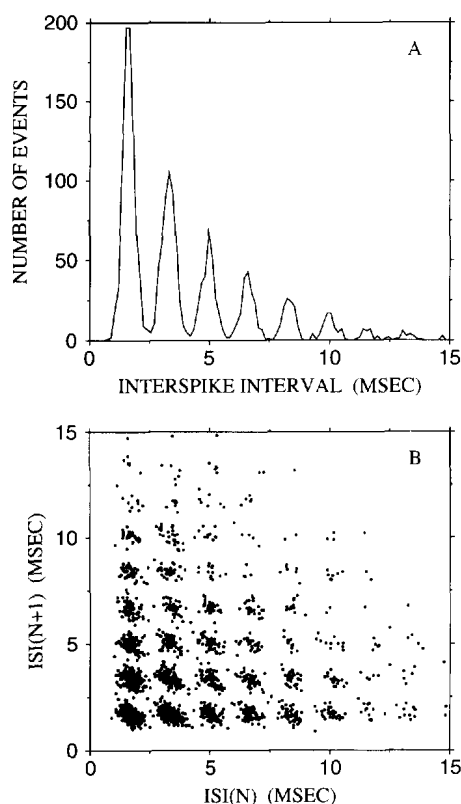 A
200
150
100
50
0
NUMBER OF EVENTS
0 5 10 15
INTERSPIKE INTERVAL (MSEC)
B
15
10
5
0
ISI(N+1) (MSEC)
0 5 10 15
ISI(N) (MSEC)